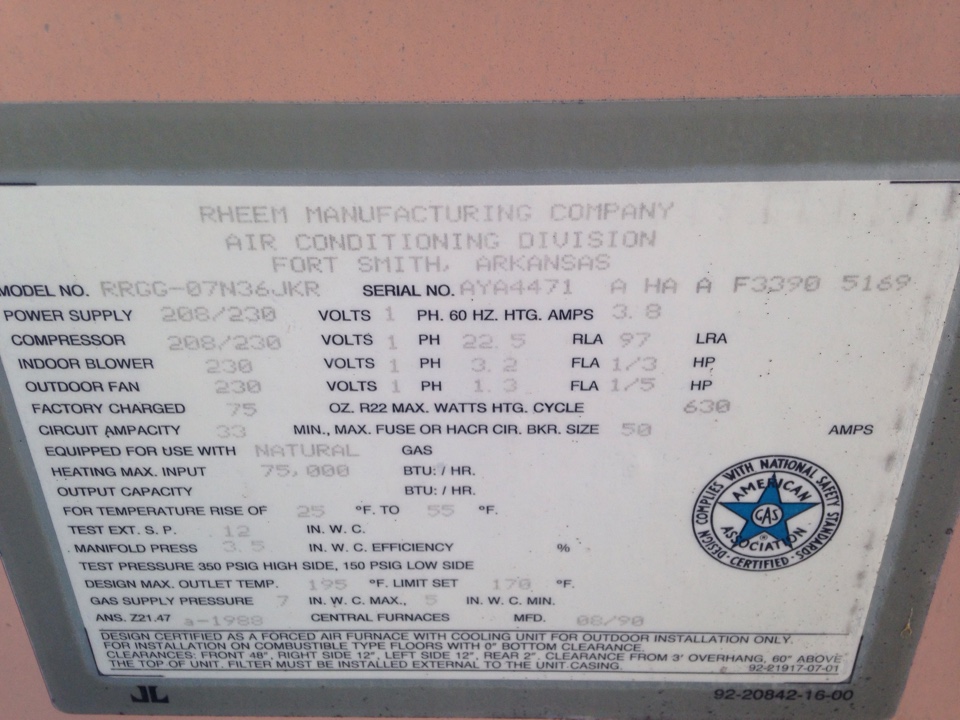 RHEEM MANUFACTURING COMPANY
AIR CONDITIONING DIVISION
FORT SMITH, ARKANSAS
MODEL NO. RRGG-07N36JKR SERIAL NO. AYA4471 A HA A F3390 5169
POWER SUPPLY 208/230 VOLTS 1 PH. 60 HZ. HTG. AMPS 3.8
COMPRESSOR 208/230 VOLTS 1 PH 22.5 RLA 97 LRA
INDOOR BLOWER 230 VOLTS 1 PH 3.2 FLA 1/3 HP
OUTDOOR FAN 230 VOLTS 1 PH 1.3 FLA 1/5 HP
FACTORY CHARGED 75 OZ. R22 MAX. WATTS HTG. CYCLE 630
CIRCUIT AMPACITY 33 MIN., MAX. FUSE OR HACR CIR. BKR. SIZE 50 AMPS
EQUIPPED FOR USE WITH NATURAL GAS
HEATING MAX. INPUT 75,000 BTU: / HR.
OUTPUT CAPACITY BTU: / HR.
FOR TEMPERATURE RISE OF 25 °F. TO 55 °F.
TEST EXT. S. P. .12 IN. W. C.
MANIFOLD PRESS 3.5 IN. W. C. EFFICIENCY %
TEST PRESSURE 350 PSIG HIGH SIDE, 150 PSIG LOW SIDE
DESIGN MAX. OUTLET TEMP. 195 °F. LIMIT SET 170 °F.
GAS SUPPLY PRESSURE 7 IN. W. C. MAX., 5 IN. W. C. MIN.
ANS. Z21.47 a-1988 CENTRAL FURNACES MFD. 08/90
DESIGN CERTIFIED AS A FORCED AIR FURNACE WITH COOLING UNIT FOR OUTDOOR INSTALLATION ONLY.
FOR INSTALLATION ON COMBUSTIBLE TYPE FLOORS WITH 0" BOTTOM CLEARANCE.
CLEARANCES: FRONT 48", RIGHT SIDE 12", LEFT SIDE 12", REAR 2", CLEARANCE FROM 3' OVERHANG, 60" ABOVE
THE TOP OF UNIT. FILTER MUST BE INSTALLED EXTERNAL TO THE UNIT CASING. 92-21917-07-01
DESIGN COMPLIES WITH NATIONAL SAFETY STANDARDS
CERTIFIED
AMERICAN
GAS
ASSOCIATION
®
JL 92-20842-16-00